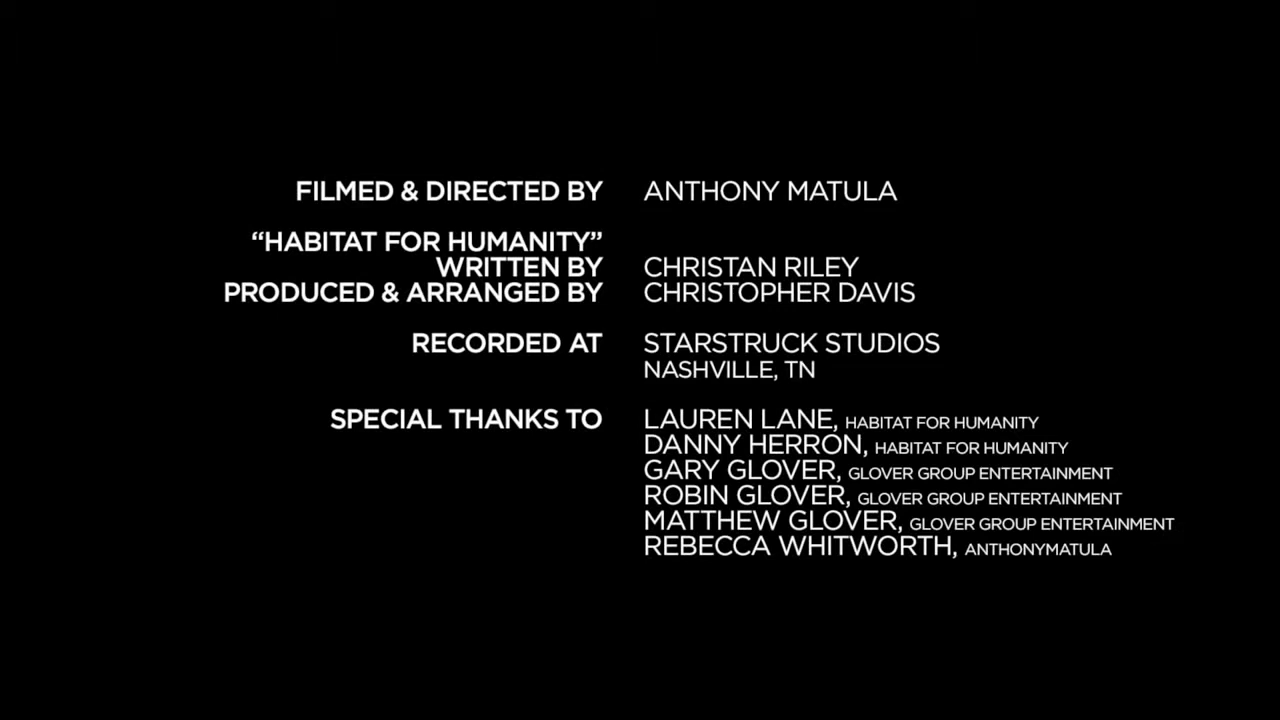 FILMED & DIRECTED BY ANTHONY MATULA
“HABITAT FOR HUMANITY”
WRITTEN BY CHRISTAN RILEY
PRODUCED & ARRANGED BY CHRISTOPHER DAVIS
RECORDED AT STARSTRUCK STUDIOS
NASHVILLE, TN
SPECIAL THANKS TO LAUREN LANE, HABITAT FOR HUMANITY
DANNY HERRON, HABITAT FOR HUMANITY
GARY GLOVER, GLOVER GROUP ENTERTAINMENT
ROBIN GLOVER, GLOVER GROUP ENTERTAINMENT
MATTHEW GLOVER, GLOVER GROUP ENTERTAINMENT
REBECCA WHITWORTH, ANTHONYMATULA